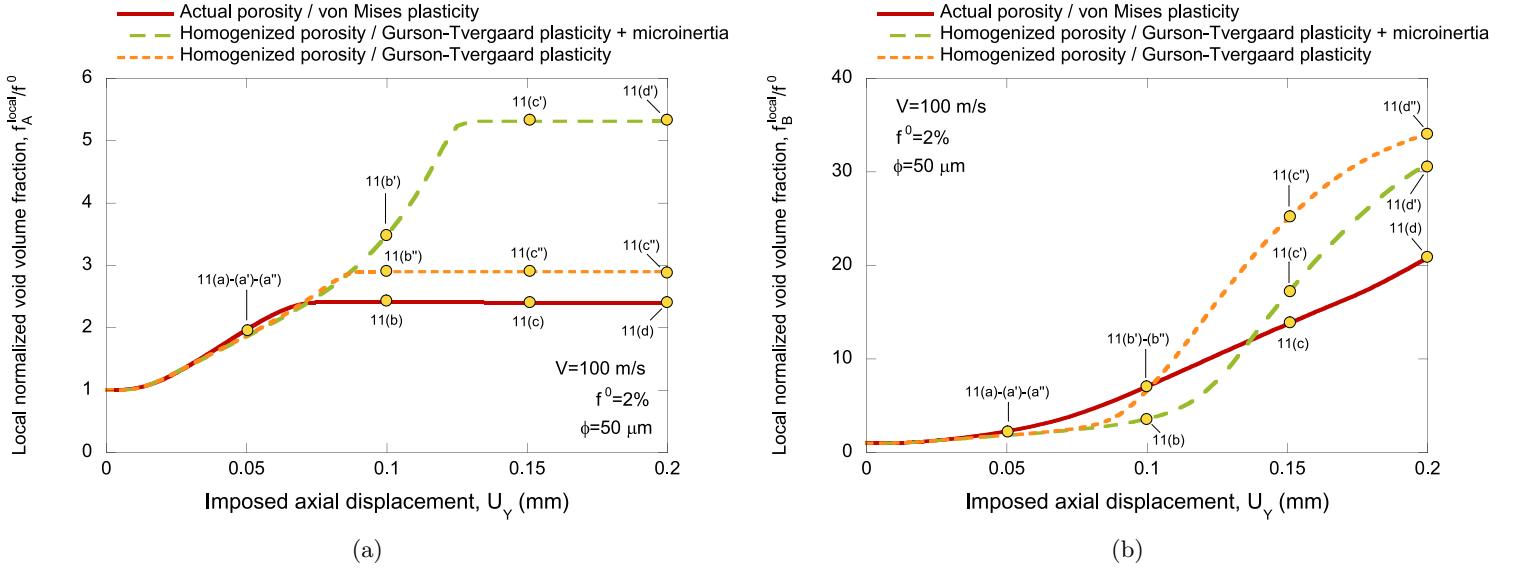 Actual porosity / von Mises plasticity
Homogenized porosity / Gurson-Tvergaard plasticity + microinertia
Homogenized porosity / Gurson-Tvergaard plasticity
Local normalized void volume fraction, f_A^local/f^0
6
5
4
3
2
1
0
11(c')
11(d')
11(b')
11(b")
11(c")
11(c")
11(a)-(a')-(a")
11(b)
11(c)
11(d)
V=100 m/s
f^0=2%
ϕ=50 μm
0
0.05
0.1
0.15
0.2
Imposed axial displacement, U_Y (mm)
(a)
Actual porosity / von Mises plasticity
Homogenized porosity / Gurson-Tvergaard plasticity + microinertia
Homogenized porosity / Gurson-Tvergaard plasticity
Local normalized void volume fraction, f_B^local/f^0
40
30
20
10
0
V=100 m/s
f^0=2%
ϕ=50 μm
11(d")
11(c")
11(d')
11(d)
11(c')
11(b')-(b")
11(c)
11(a)-(a')-(a")
11(b)
0
0.05
0.1
0.15
0.2
Imposed axial displacement, U_Y (mm)
(b)